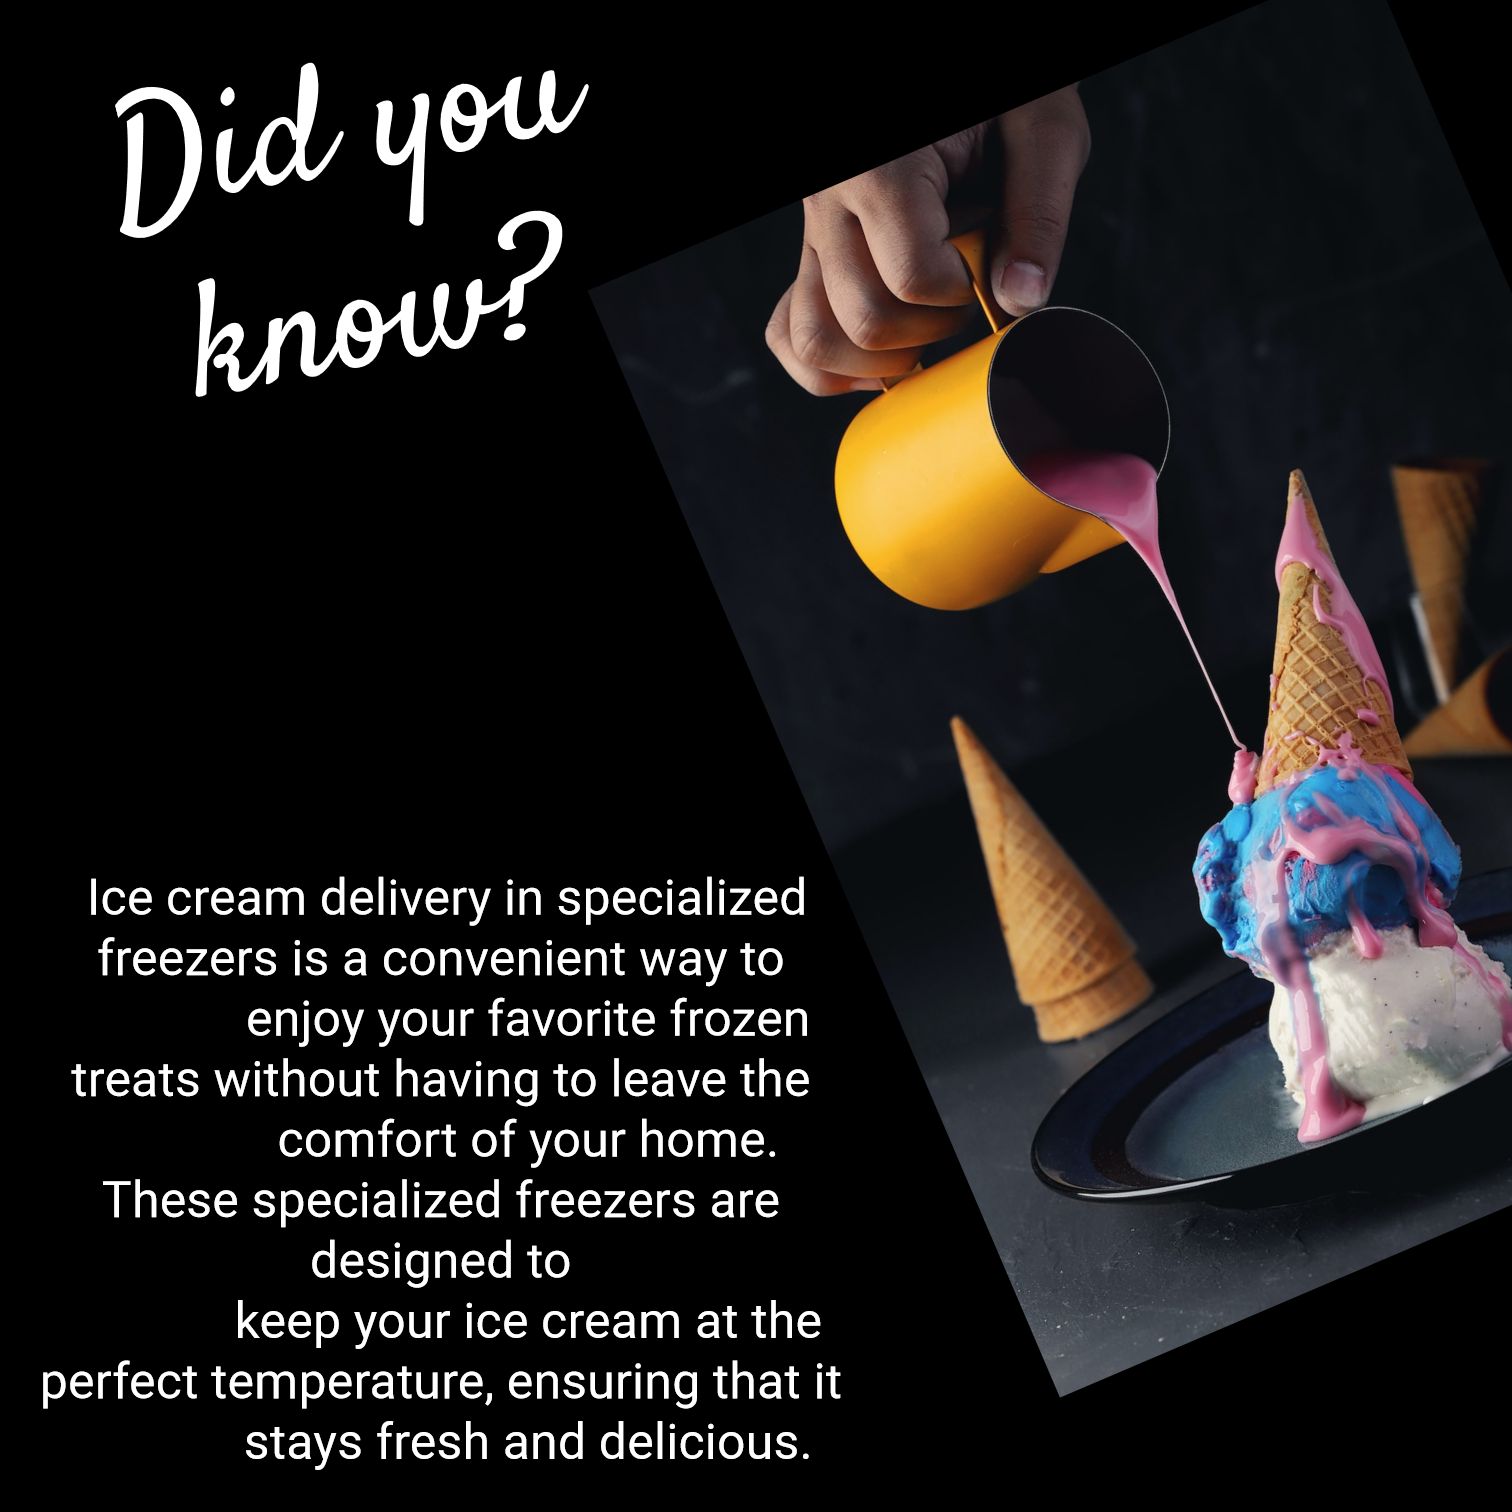 Did you
know?
Ice cream delivery in specialized
freezers is a convenient way to
enjoy your favorite frozen
treats without having to leave the
comfort of your home.
These specialized freezers are
designed to
keep your ice cream at the
perfect temperature, ensuring that it
stays fresh and delicious.